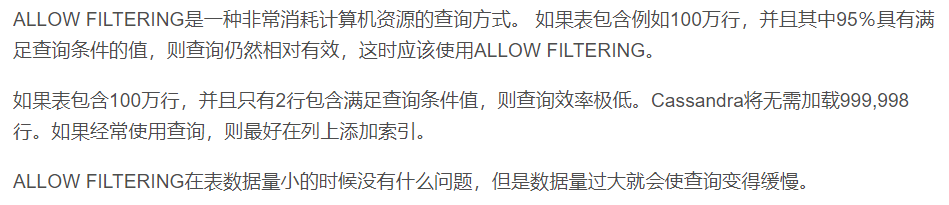 ALLOW FILTERING是一种非常消耗计算机资源的查询方式。 如果表包含例如100万行，并且其中95％具有满
足查询条件的值，则查询仍然相对有效，这时应该使用ALLOW FILTERING。
如果表包含100万行，并且只有2行包含满足查询条件值，则查询效率极低。Cassandra将无需加载999,998
行。如果经常使用查询，则最好在列上添加索引。
ALLOW FILTERING在表数据量小的时候没有什么问题，但是数据量过大就会使查询变得缓慢。